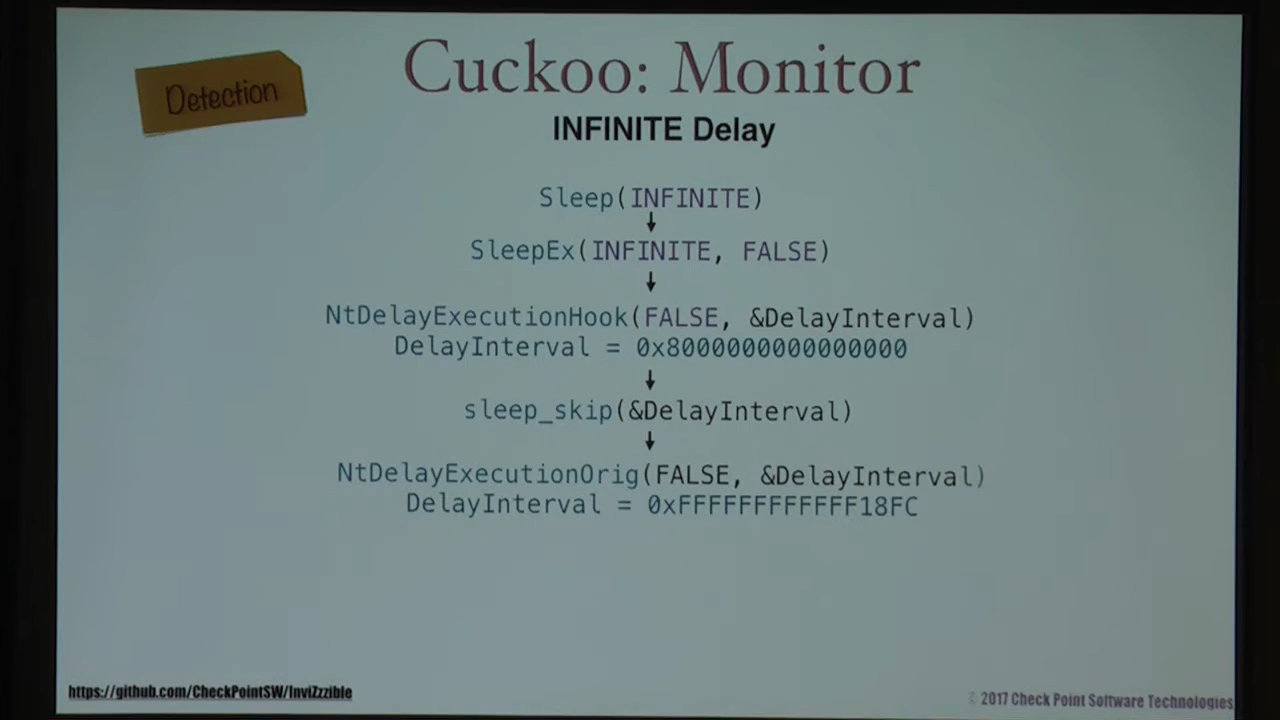 Detection
Cuckoo: Monitor
INFINITE Delay
Sleep(INFINITE)
SleepEx(INFINITE, FALSE)
NtDelayExecutionHook(FALSE, &DelayInterval)
DelayInterval = 0x8000000000000000
sleep_skip(&DelayInterval)
NtDelayExecutionOrig(FALSE, &DelayInterval)
DelayInterval = 0xFFFFFFFFFFFF18FC
https://github.com/CheckPointSW/InviZzzible
© 2017 Check Point Software Technologies